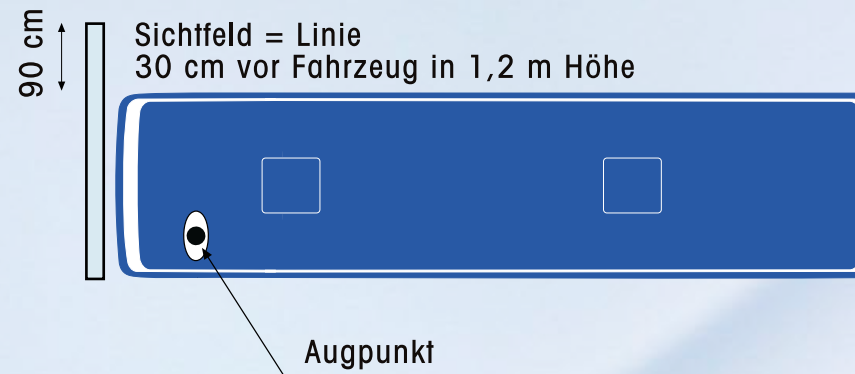 90 cm
Sichtfeld = Linie
30 cm vor Fahrzeug in 1,2 m Höhe
Augpunkt